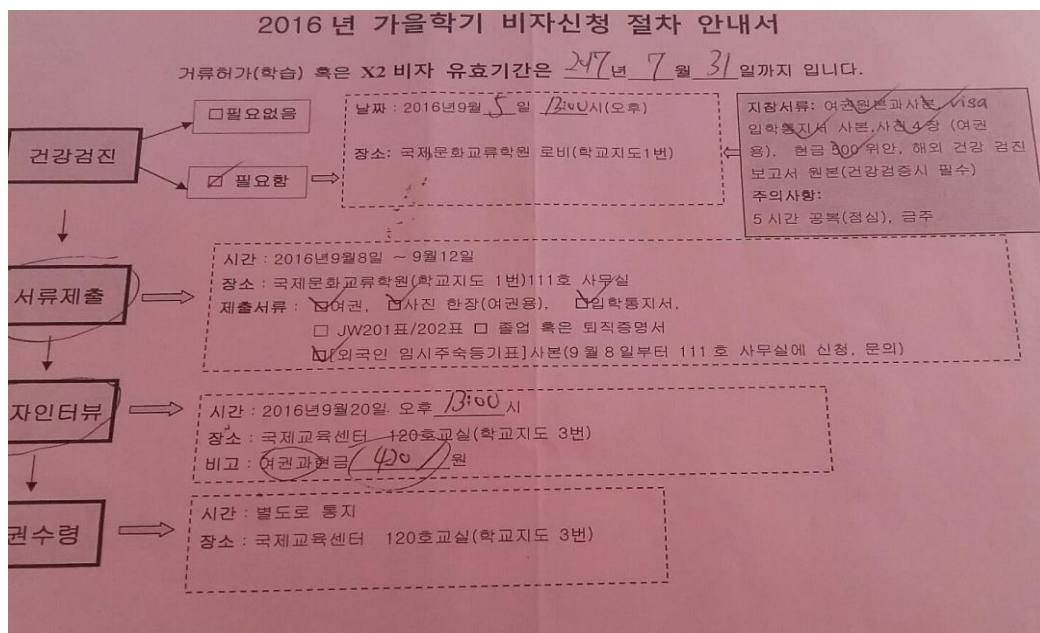 2016 년 가을학기 비자신청 절차 안내서
거류허가(학습) 혹은 X2 비자 유효기간은 2017년 7 월 31 일까지 입니다.
건강검진
□필요없음
☑ 필요함
날짜 : 2016년9월 5 일 13:00시(오후)
장소: 국제문화교류학원 로비(학교지도1번)
지참서류: 여권원본과사본, visa
입학통지서 사본,사진 4 장 (여권
용), 현금 500 위안, 해외 건강 검진
보고서 원본(건강검증시 필수)
주의사항:
5 시간 공복(점심), 금주
서류제출
시간 : 2016년9월8일 ~ 9월12일
장소 : 국제문화교류학원(학교지도 1번)111호 사무실
제출서류 : ☑여권, ☑사진 한장(여권용), ☑입학통지서,
□ JW201표/202표 □ 졸업 혹은 퇴직증명서
☑[외국인 임시주숙등기표]사본(9월 8일부터 111 호 사무실에 신청, 문의)
자인터뷰
시간 : 2016년9월20일 오후 13:00 시
장소 : 국제교육센터 120호교실(학교지도 3번)
비고 : 여권과현금 400 원
권수령
시간 : 별도로 통지
장소 : 국제교육센터 120호교실(학교지도 3번)